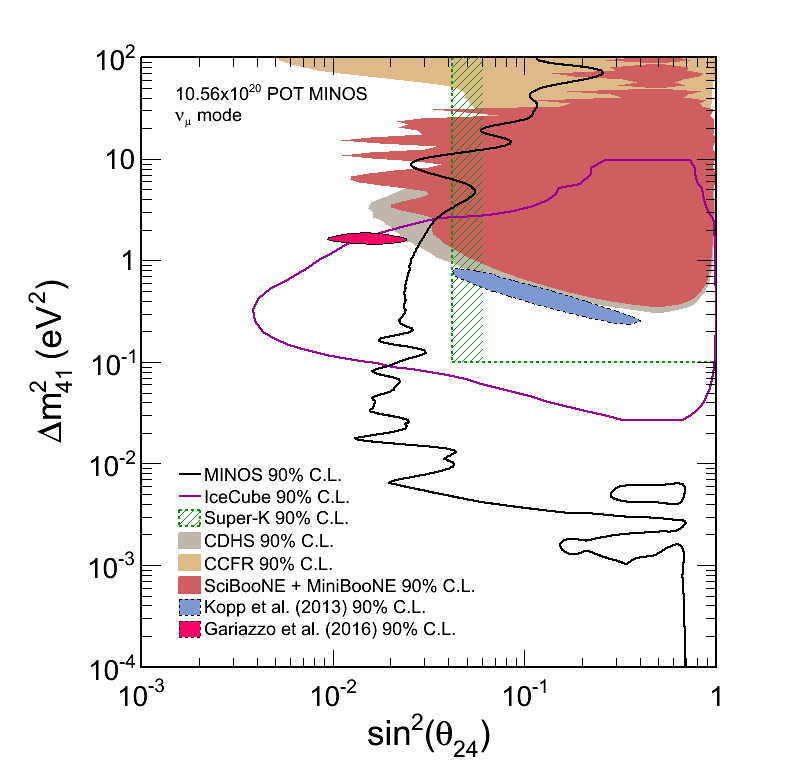 10.56x10²⁰ POT MINOS
νμ mode
10²
10
1
10⁻¹
10⁻²
10⁻³
10⁻⁴
Δm²₄₁ (eV²)
MINOS 90% C.L.
IceCube 90% C.L.
Super-K 90% C.L.
CDHS 90% C.L.
CCFR 90% C.L.
SciBooNE + MiniBooNE 90% C.L.
Kopp et al. (2013) 90% C.L.
Gariazzo et al. (2016) 90% C.L.
10⁻³ 10⁻² 10⁻¹ 1
sin²(θ₂₄)